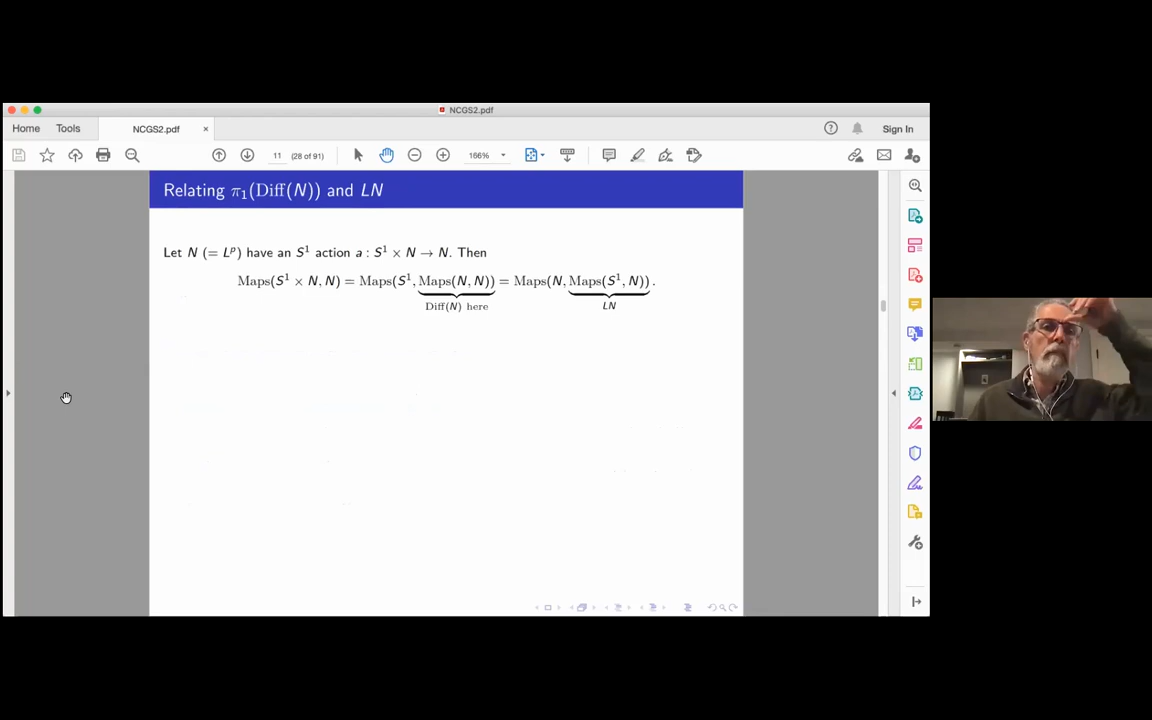 NCGS2.pdf
Home Tools NCGS2.pdf × Sign In
11 (28 of 91) 166%
Relating π₁(Diff(N)) and LN
Let N (= Lᵖ) have an S¹ action a : S¹ × N → N. Then
Maps(S¹ × N, N) = Maps(S¹, Maps(N, N)) = Maps(N, Maps(S¹, N)).
Diff(N) here LN